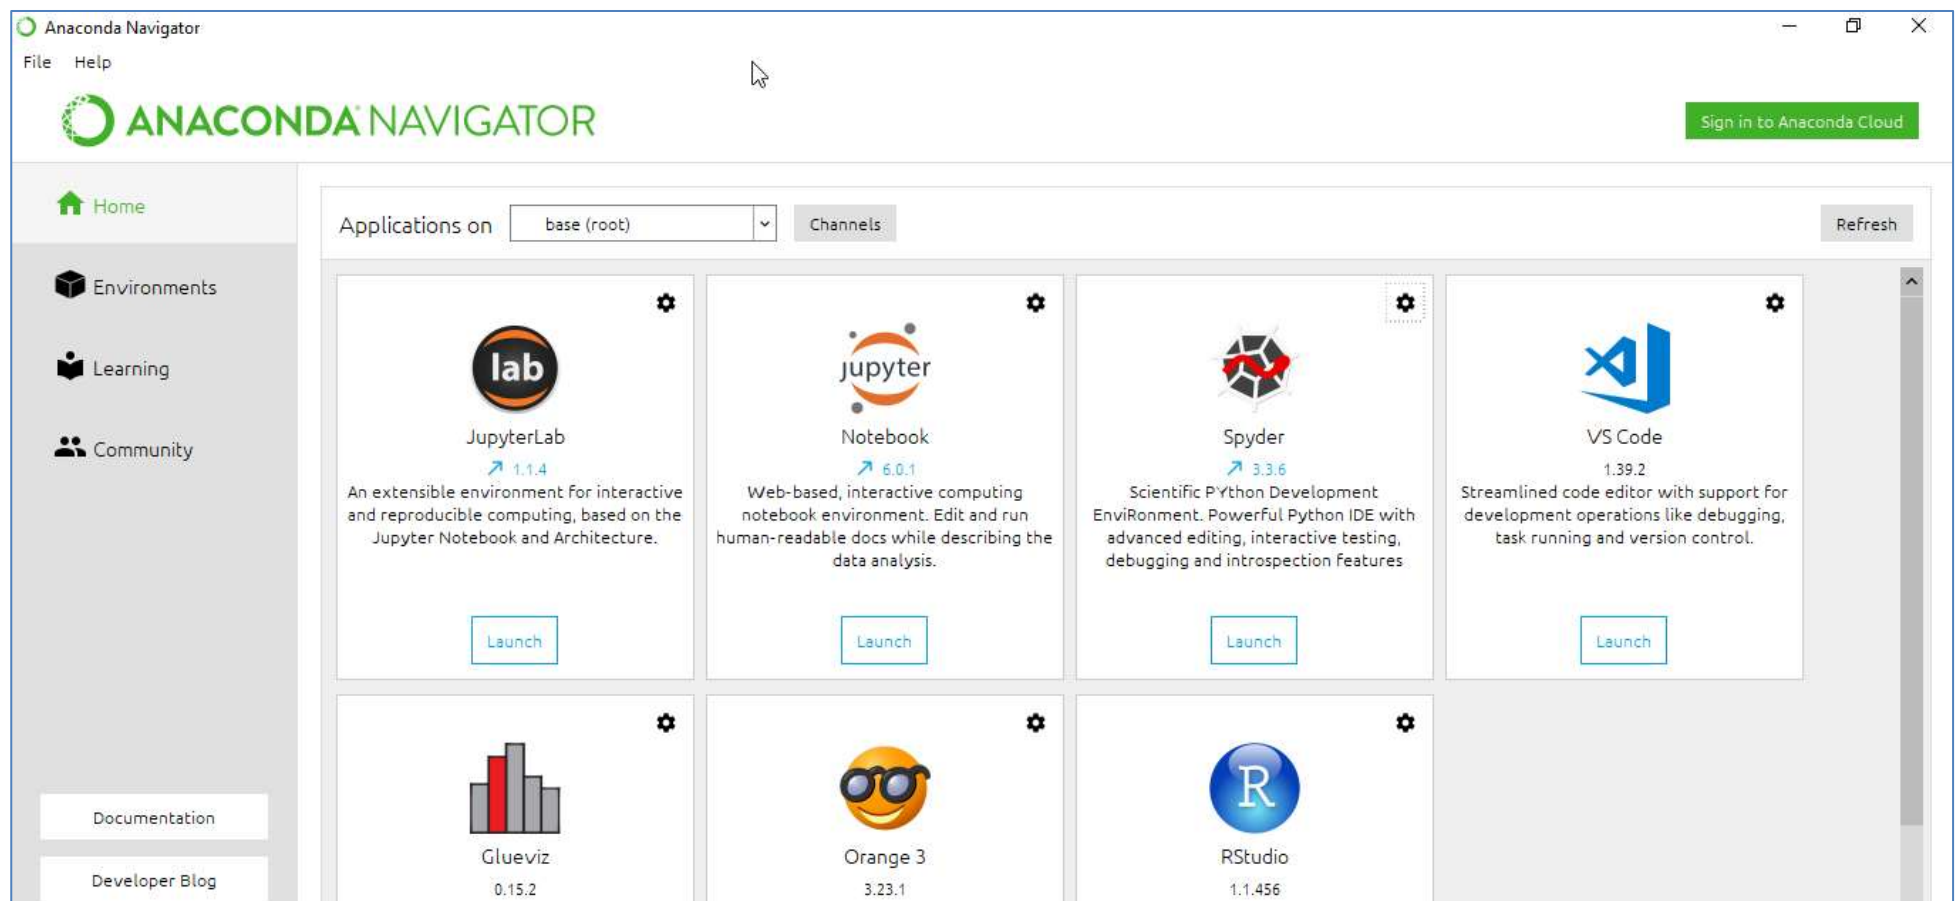 Anaconda Navigator
File Help
ANACONDA NAVIGATOR
Sign in to Anaconda Cloud
Home
Environments
Learning
Community
Documentation
Developer Blog
Applications on base (root) Channels Refresh
lab
JupyterLab
1.1.4
An extensible environment for interactive
and reproducible computing, based on the
Jupyter Notebook and Architecture.
Launch
jupyter
Notebook
6.0.1
Web-based, interactive computing
notebook environment. Edit and run
human-readable docs while describing the
data analysis.
Launch
Spyder
3.3.6
Scientific PYthon Development
EnviRonment. Powerful Python IDE with
advanced editing, interactive testing,
debugging and introspection features
Launch
VS Code
1.39.2
Streamlined code editor with support for
development operations like debugging,
task running and version control.
Launch
Glueviz
0.15.2
Orange 3
3.23.1
R
RStudio
1.1.456